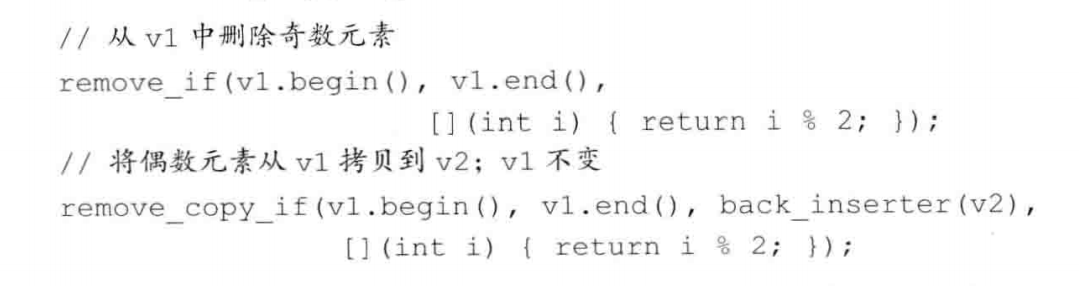 // 从 v1 中删除奇数元素
remove_if(v1.begin(), v1.end(),
[](int i) { return i % 2; });
// 将偶数元素从 v1 拷贝到 v2; v1 不变
remove_copy_if(v1.begin(), v1.end(), back_inserter(v2),
[](int i) { return i % 2; });